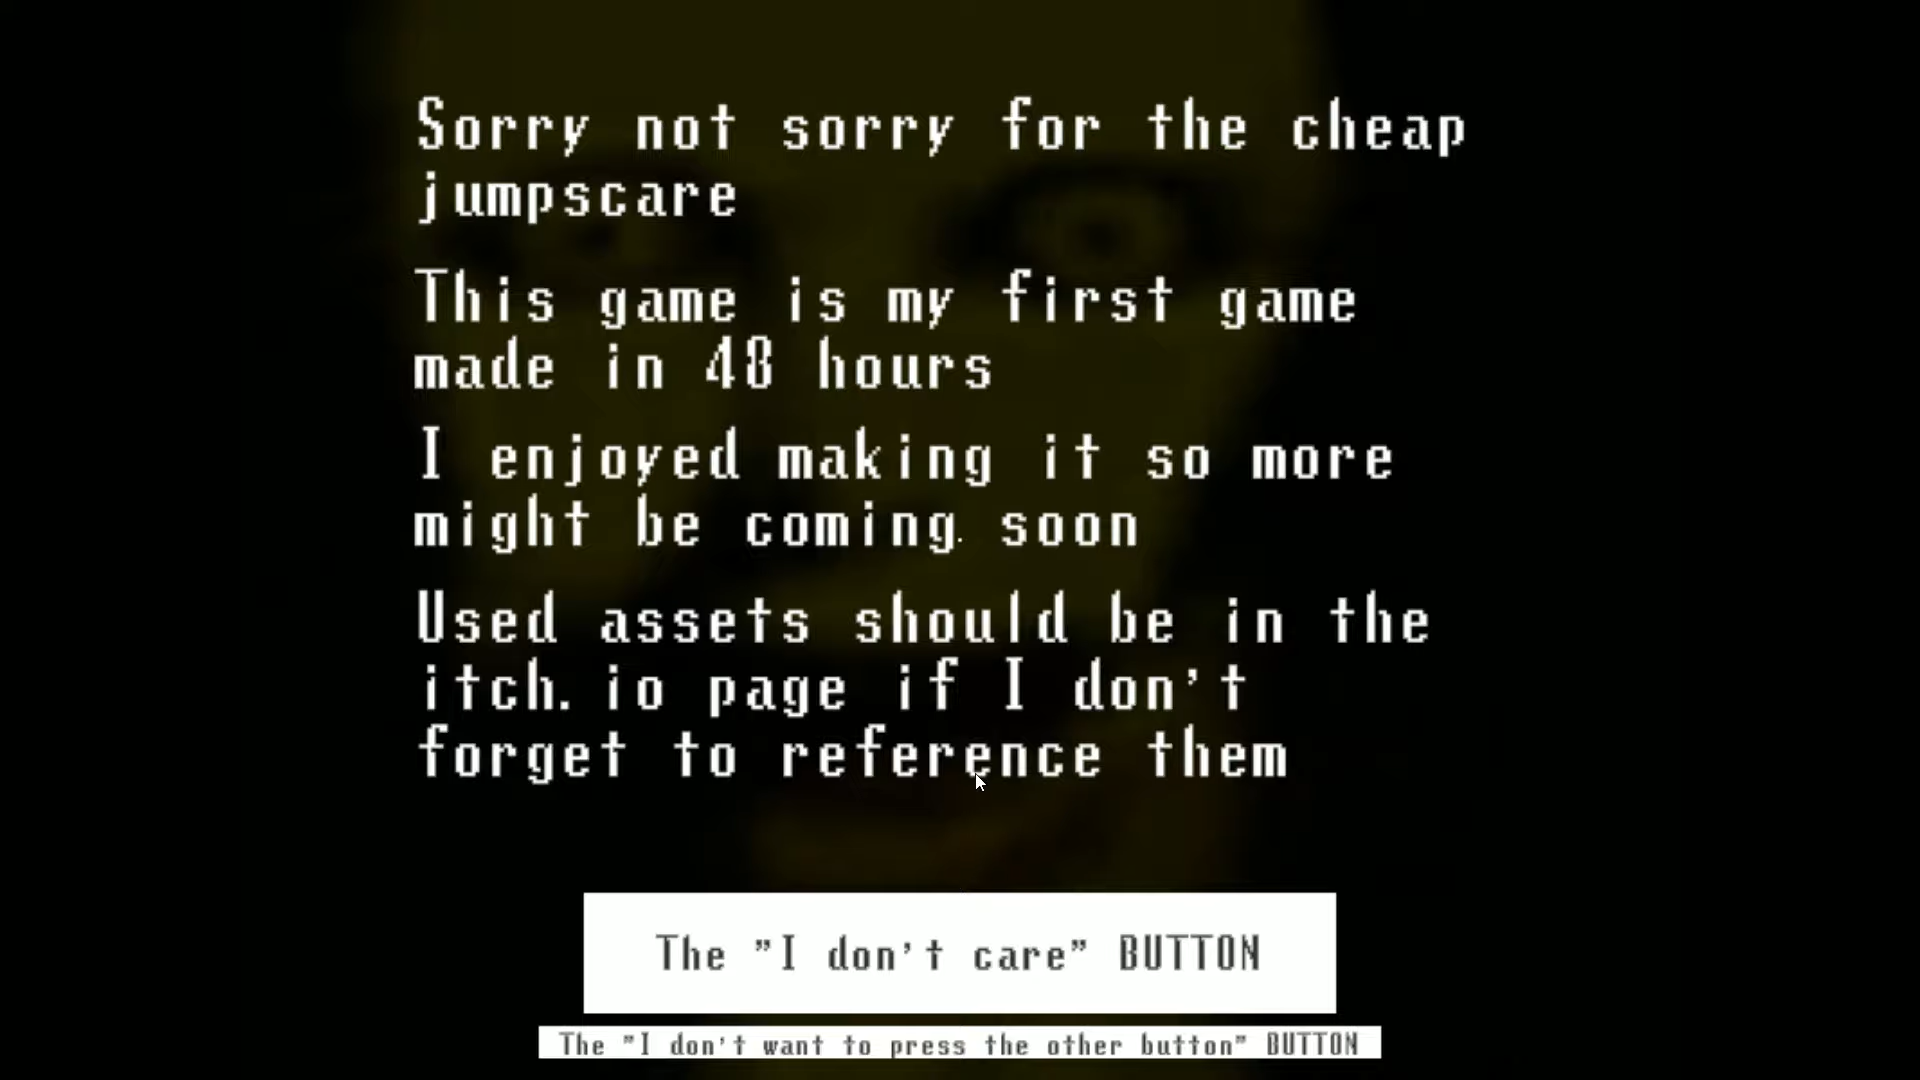 Sorry not sorry for the cheap
jumpscare
This game is my first game
made in 48 hours
I enjoyed making it so more
might be coming soon
Used assets should be in the
itch.io page if I don't
forget to reference them
The "I don't care" BUTTON
The "I don't want to press the other button" BUTTON